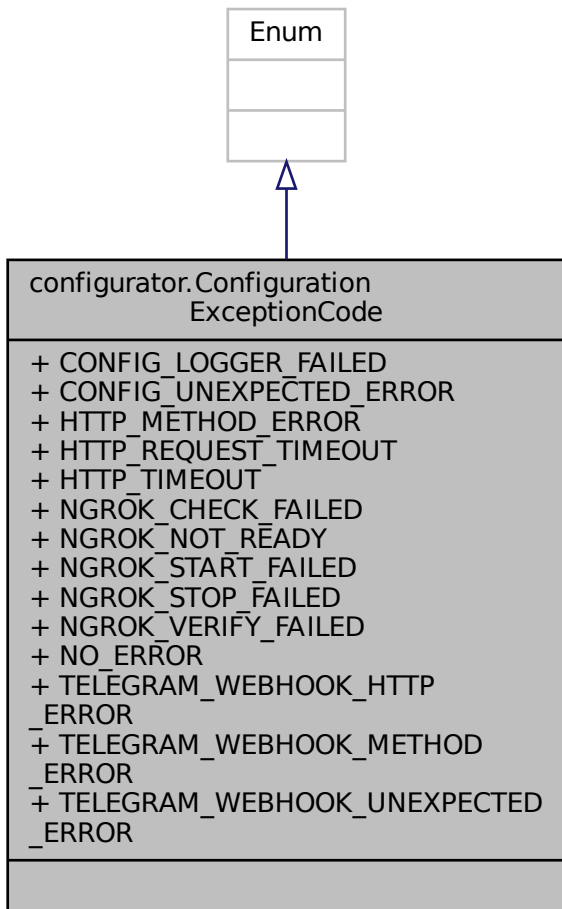 Enum
configurator.Configuration
ExceptionCode
+ CONFIG_LOGGER_FAILED
+ CONFIG_UNEXPECTED_ERROR
+ HTTP_METHOD_ERROR
+ HTTP_REQUEST_TIMEOUT
+ HTTP_TIMEOUT
+ NGROK_CHECK_FAILED
+ NGROK_NOT_READY
+ NGROK_START_FAILED
+ NGROK_STOP_FAILED
+ NGROK_VERIFY_FAILED
+ NO_ERROR
+ TELEGRAM_WEBHOOK_HTTP
_ERROR
+ TELEGRAM_WEBHOOK_METHOD
_ERROR
+ TELEGRAM_WEBHOOK_UNEXPECTED
_ERROR